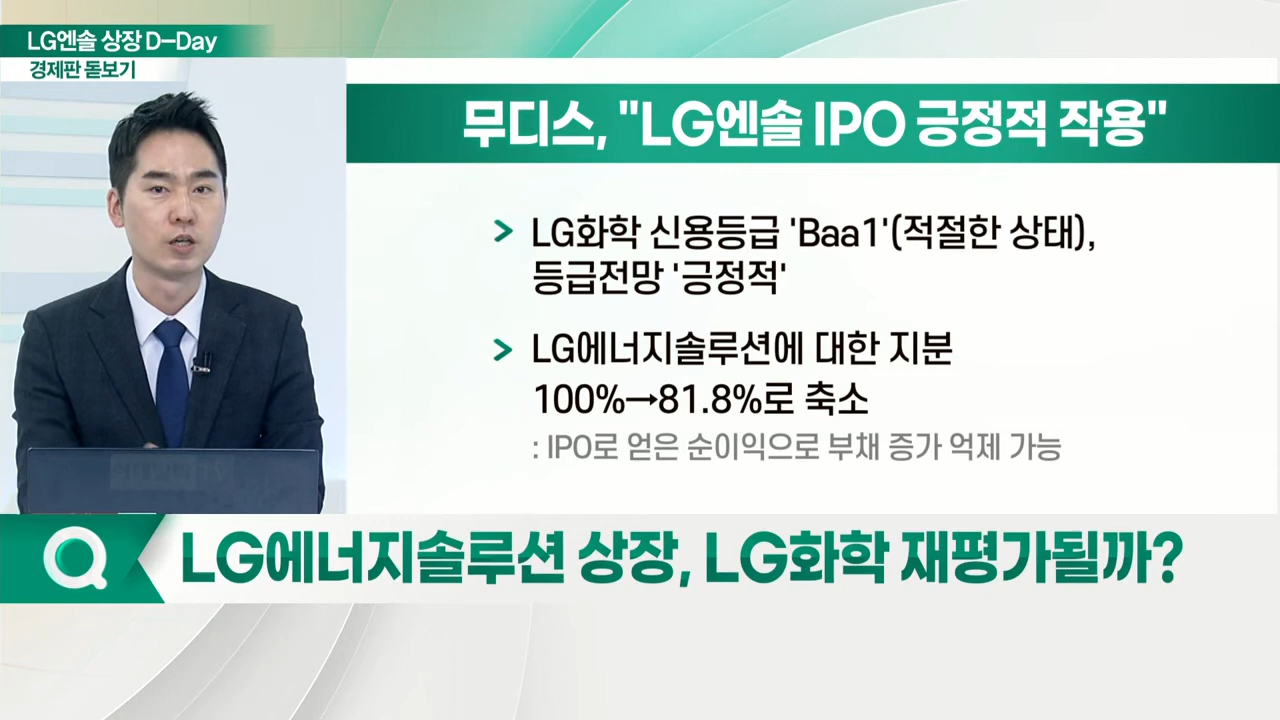 LG엔솔 상장 D-Day
경제판 돋보기
무디스, "LG엔솔 IPO 긍정적 작용"
LG화학 신용등급 'Baa1'(적절한 상태),
등급전망 '긍정적'
LG에너지솔루션에 대한 지분
100%→81.8%로 축소
: IPO로 얻은 순이익으로 부채 증가 억제 가능
LG에너지솔루션 상장, LG화학 재평가될까?